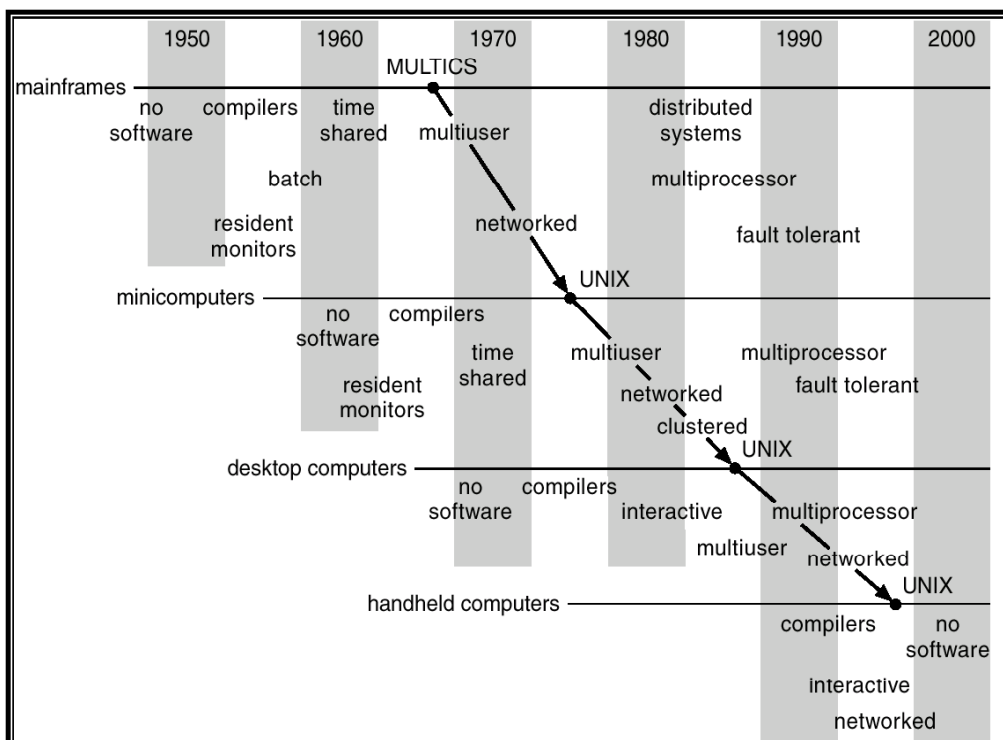 1950 1960 1970 1980 1990 2000
MULTICS
mainframes
no compilers time distributed
software shared multiuser systems
batch multiprocessor
resident networked
monitors fault tolerant
UNIX
minicomputers
no compilers
software
time multiuser multiprocessor
shared
resident networked fault tolerant
monitors
clustered
UNIX
desktop computers
no compilers
software interactive multiprocessor
multiuser networked
UNIX
handheld computers
compilers no
software
interactive
networked